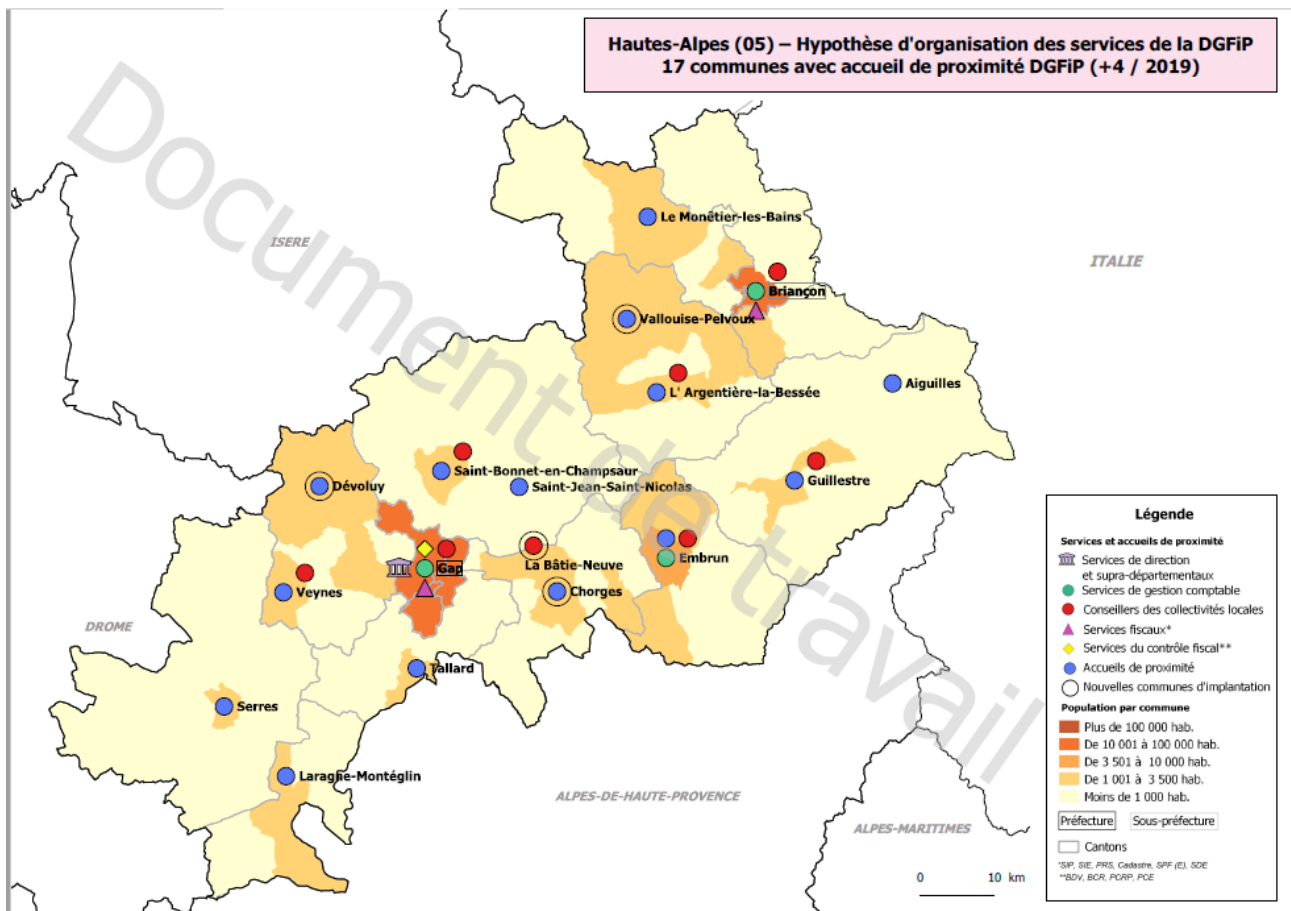 Hautes-Alpes (05) – Hypothèse d'organisation des services de la DGFiP
17 communes avec accueil de proximité DGFiP (+4 / 2019)
Document de travail
ISERE
ITALIE
DROME
ALPES-DE-HAUTE-PROVENCE
ALPES-MARITIMES
Le Monêtier-les-Bains
Briançon
Vallouise-Pelvoux
L' Argentière-la-Bessée
Aiguilles
Saint-Bonnet-en-Champsaur
Saint-Jean-Saint-Nicolas
Guillestre
Dévoluy
Embrun
La Bâtie-Neuve
Gap
Chorges
Veynes
Tallard
Serres
Laragne-Montéglin
0 10 km
Légende
Services et accueils de proximité
Services de direction
et supra-départementaux
Services de gestion comptable
Conseillers des collectivités locales
Services fiscaux*
Services du contrôle fiscal**
Accueils de proximité
Nouvelles communes d'implantation
Population par commune
Plus de 100 000 hab.
De 10 001 à 100 000 hab.
De 3 501 à 10 000 hab.
De 1 001 à 3 500 hab.
Moins de 1 000 hab.
Préfecture Sous-préfecture
Cantons
*SIP, SIE, PRS, Cadastre, SPF (E), SDE
**BDV, BCR, PCRP, PCE